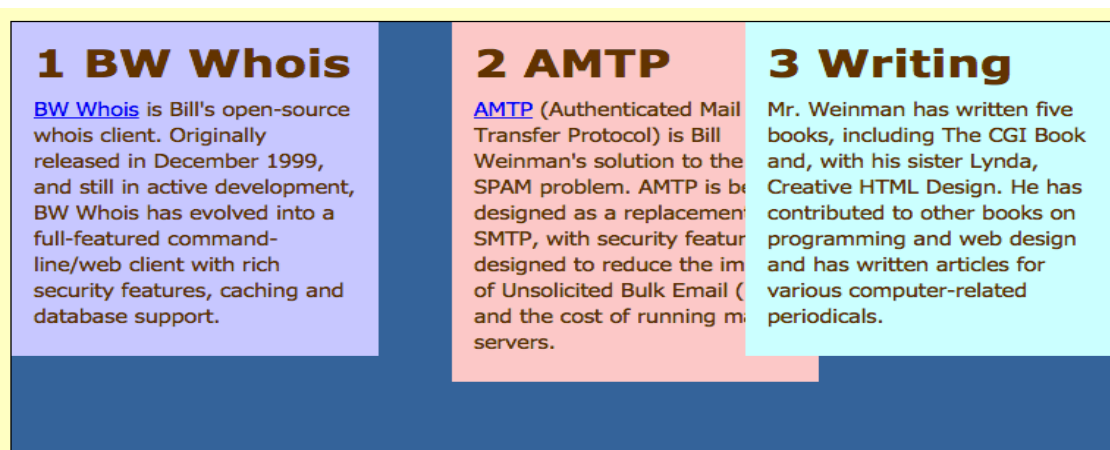 1 BW Whois
BW Whois is Bill's open-source
whois client. Originally
released in December 1999,
and still in active development,
BW Whois has evolved into a
full-featured command-
line/web client with rich
security features, caching and
database support.
2 AMTP
AMTP (Authenticated Mail
Transfer Protocol) is Bill
Weinman's solution to the
SPAM problem. AMTP is
designed as a replacement
SMTP, with security
designed to reduce the
of Unsolicited Bulk Email (
and the cost of running
servers.
3 Writing
Mr. Weinman has written five
books, including The CGI Book
and, with his sister Lynda,
Creative HTML Design. He has
contributed to other books on
programming and web design
and has written articles for
various computer-related
periodicals.